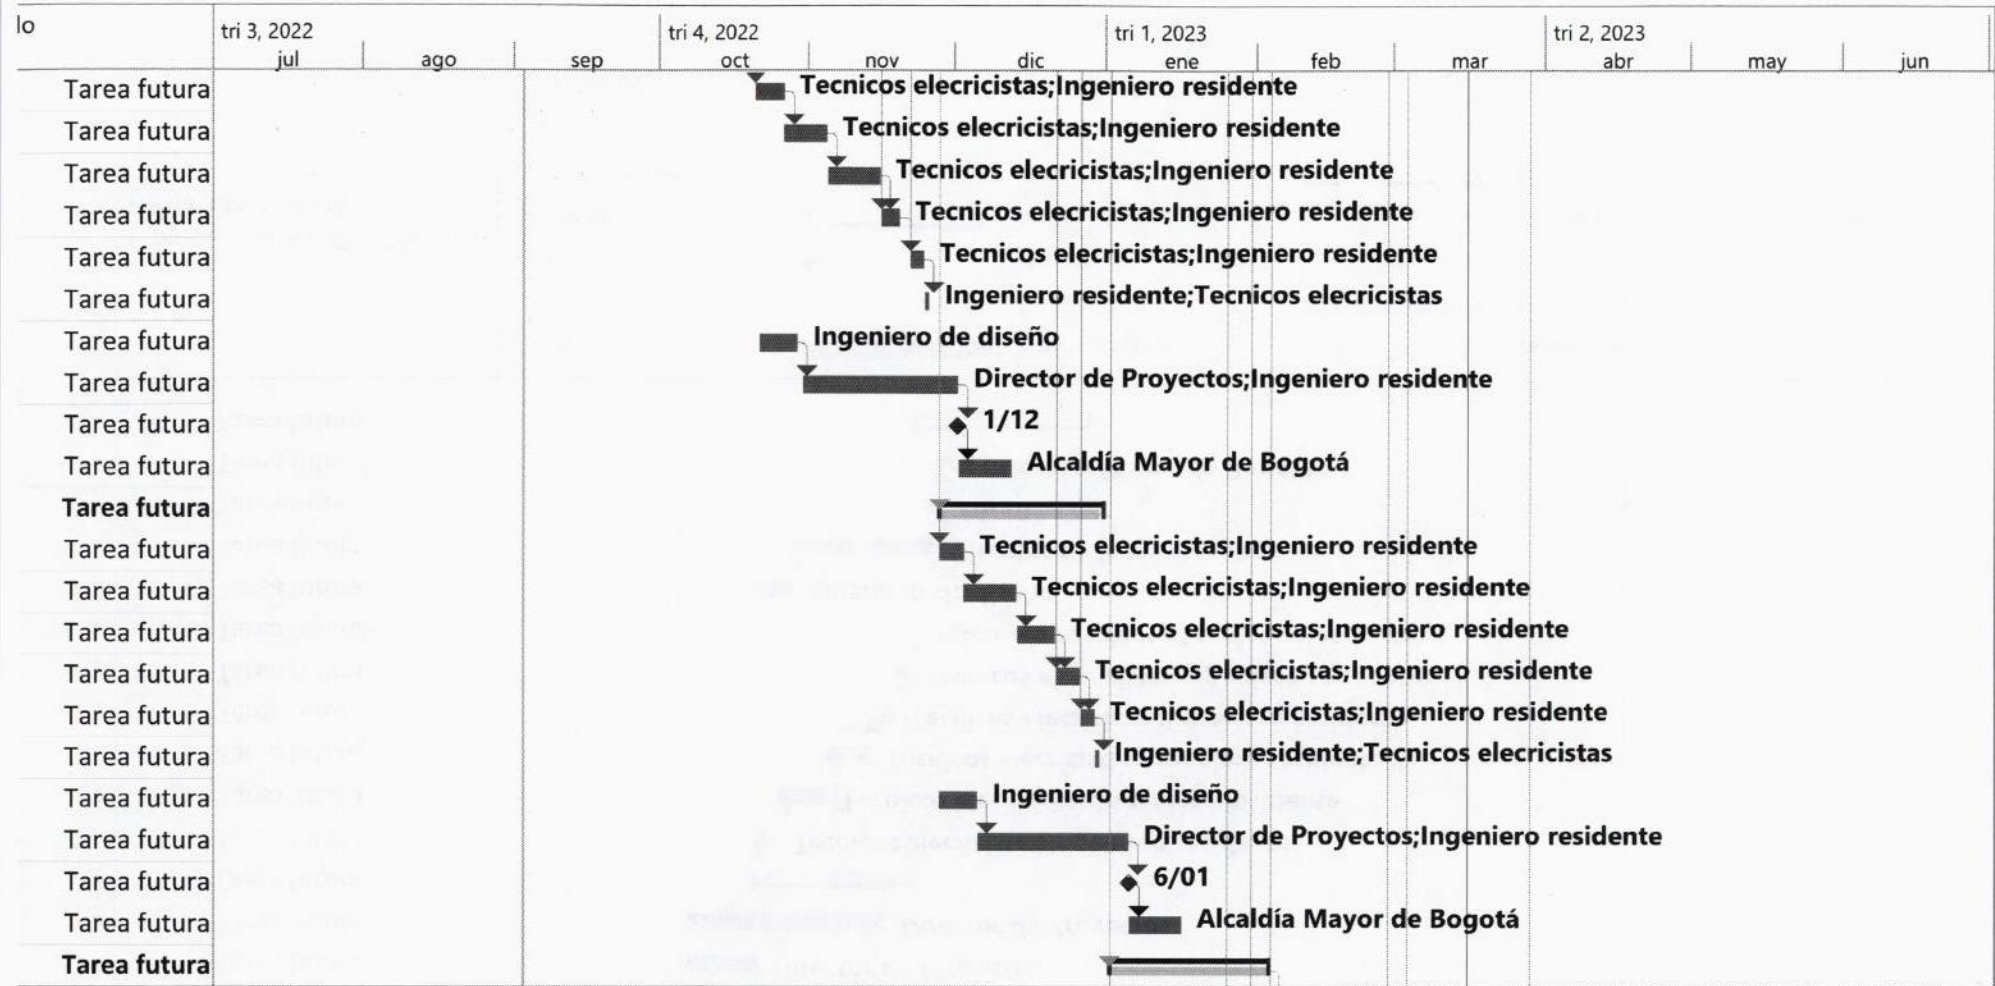 lo
tri 3, 2022 tri 4, 2022 tri 1, 2023 tri 2, 2023
jul ago sep oct nov dic ene feb mar abr may jun
Tarea futura Tecnicos elecricistas;Ingeniero residente
Tarea futura Tecnicos elecricistas;Ingeniero residente
Tarea futura Tecnicos elecricistas;Ingeniero residente
Tarea futura Tecnicos elecricistas;Ingeniero residente
Tarea futura Tecnicos elecricistas;Ingeniero residente
Tarea futura Ingeniero residente;Tecnicos elecricistas
Tarea futura Ingeniero de diseño
Tarea futura Director de Proyectos;Ingeniero residente
Tarea futura 1/12
Tarea futura Alcaldía Mayor de Bogotá
Tarea futura
Tarea futura Tecnicos elecricistas;Ingeniero residente
Tarea futura Tecnicos elecricistas;Ingeniero residente
Tarea futura Tecnicos elecricistas;Ingeniero residente
Tarea futura Tecnicos elecricistas;Ingeniero residente
Tarea futura Tecnicos elecricistas;Ingeniero residente
Tarea futura Ingeniero residente;Tecnicos elecricistas
Tarea futura Ingeniero de diseño
Tarea futura Director de Proyectos;Ingeniero residente
Tarea futura 6/01
Tarea futura Alcaldía Mayor de Bogotá
Tarea futura